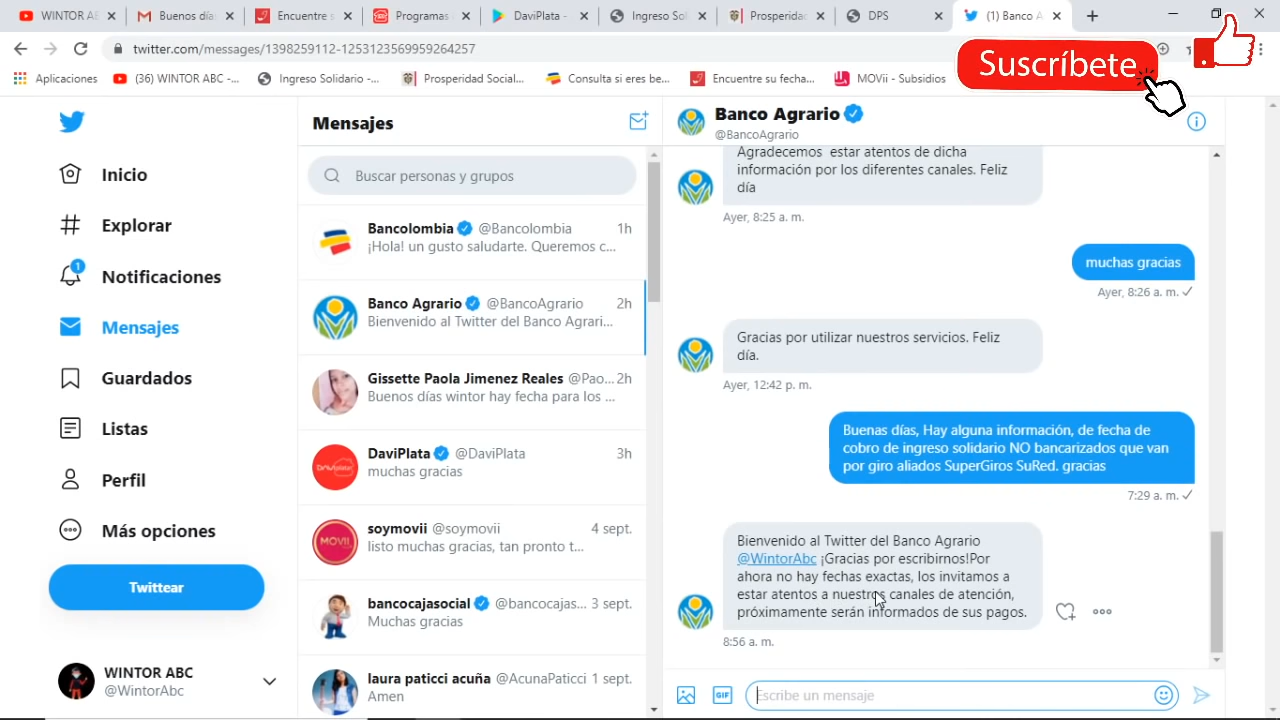 WINTOR AB
Buenos día
Encuentre s
Programas
DaviPlata -
Ingreso Sol
Prosperidad
DPS
(1) Banco A
twitter.com/messages/1398259112-1253123569959264257
Aplicaciones
(36) WINTOR ABC -...
Ingreso Solidario -...
Prosperidad Social...
Consulta si eres be...
Encuentre su fecha...
MOVii - Subsidios
Suscríbete
Inicio
Explorar
1
Notificaciones
Mensajes
Guardados
Listas
Perfil
Más opciones
Twittear
WINTOR ABC
@WintorAbc
Mensajes
Buscar personas y grupos
Bancolombia @Bancolombia 1h
¡Hola! un gusto saludarte. Queremos c...
Banco Agrario @BancoAgrario 2h
Bienvenido al Twitter del Banco Agrari...
Gissette Paola Jimenez Reales @Pao... 2h
Buenos días wintor hay fecha para los ...
DaviPlata @DaviPlata 3h
muchas gracias
soymovii @soymovii 4 sept.
listo muchas gracias, tan pronto t...
bancocajasocial @bancocajas... 3 sept.
Muchas gracias
laura paticci acuña @AcunaPaticci 1 sept.
Amen
Banco Agrario
@BancoAgrario
Agradecemos estar atentos de dicha
información por los diferentes canales. Feliz
día
Ayer, 8:25 a. m.
muchas gracias
Ayer, 8:26 a. m.
Gracias por utilizar nuestros servicios. Feliz
día.
Ayer, 12:42 p. m.
Buenas días, Hay alguna información, de fecha de
cobro de ingreso solidario NO bancarizados que van
por giro aliados SuperGiros SuRed. gracias
7:29 a. m.
Bienvenido al Twitter del Banco Agrario
@WintorAbc ¡Gracias por escribirnos!Por
ahora no hay fechas exactas, los invitamos a
estar atentos a nuestros canales de atención,
próximamente serán informados de sus pagos.
8:56 a. m.
GIF
Escribe un mensaje